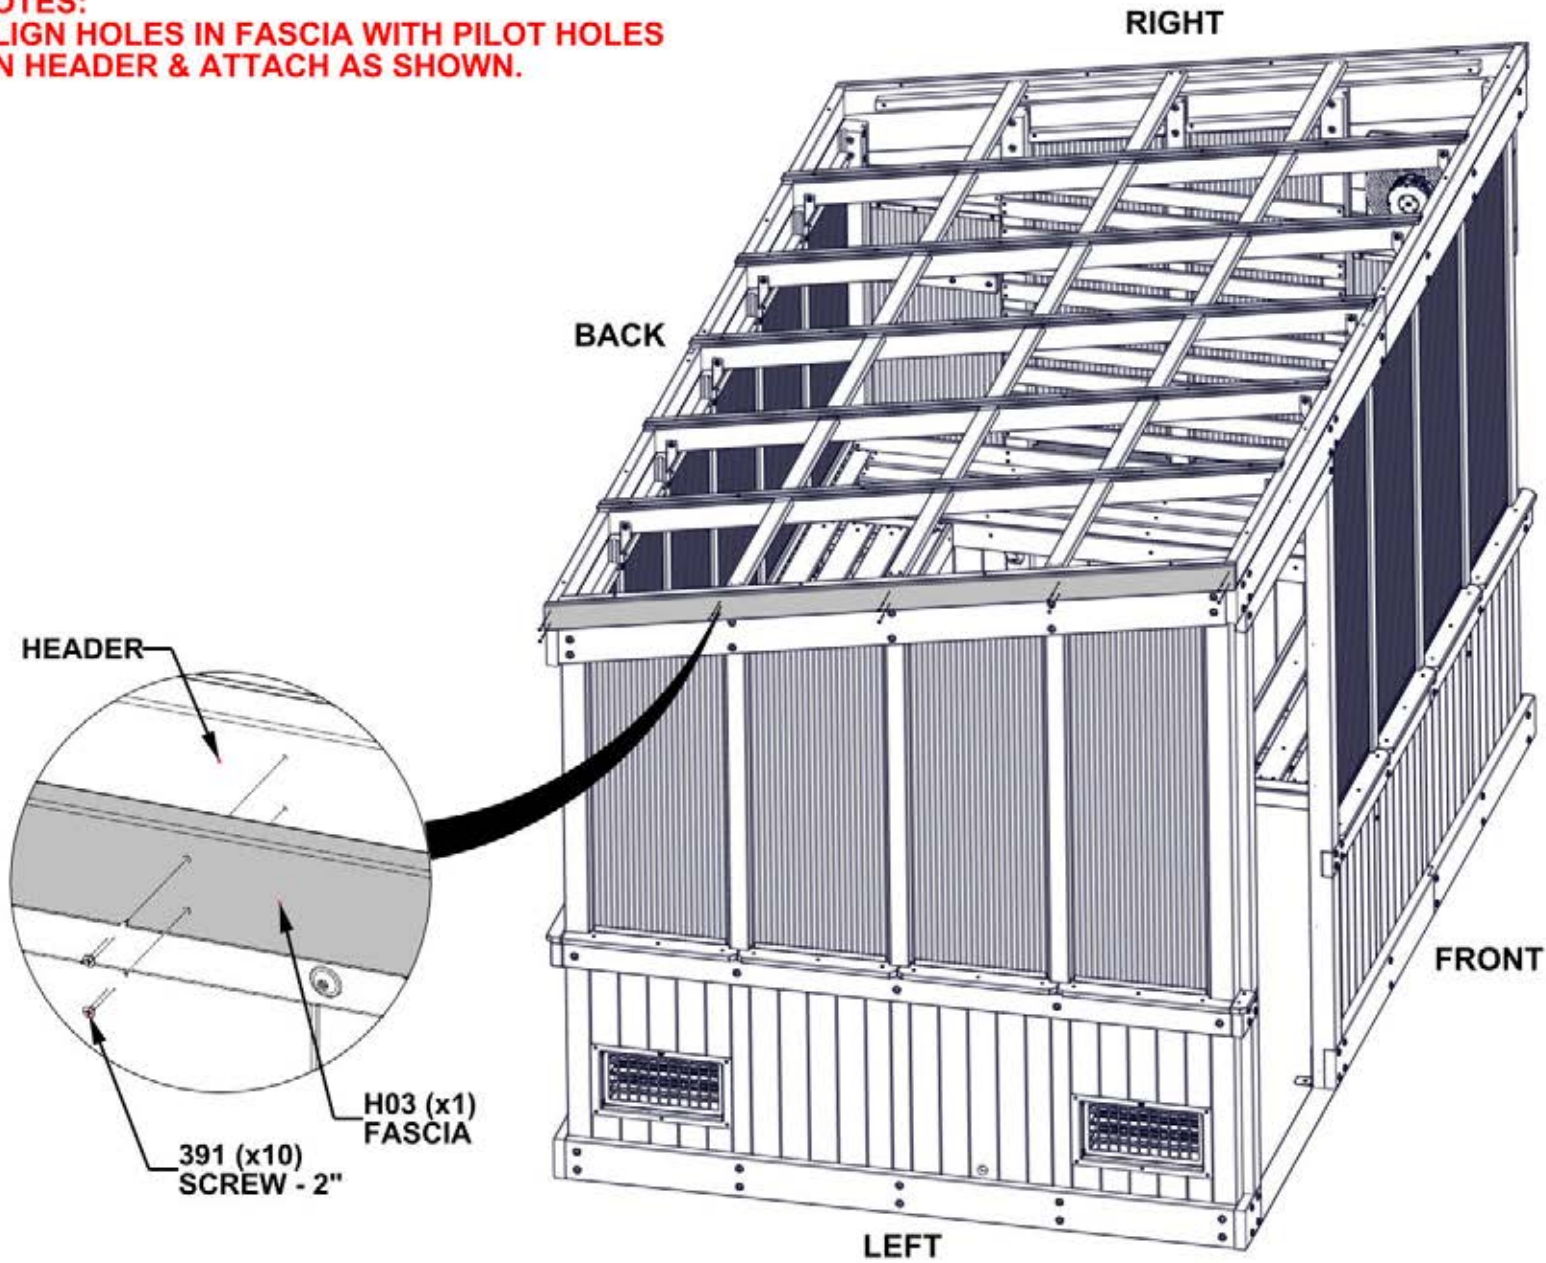 OTES:
LIGN HOLES IN FASCIA WITH PILOT HOLES
N HEADER & ATTACH AS SHOWN.
RIGHT
BACK
HEADER
FRONT
H03 (x1)
FASCIA
391 (x10)
SCREW - 2"
LEFT